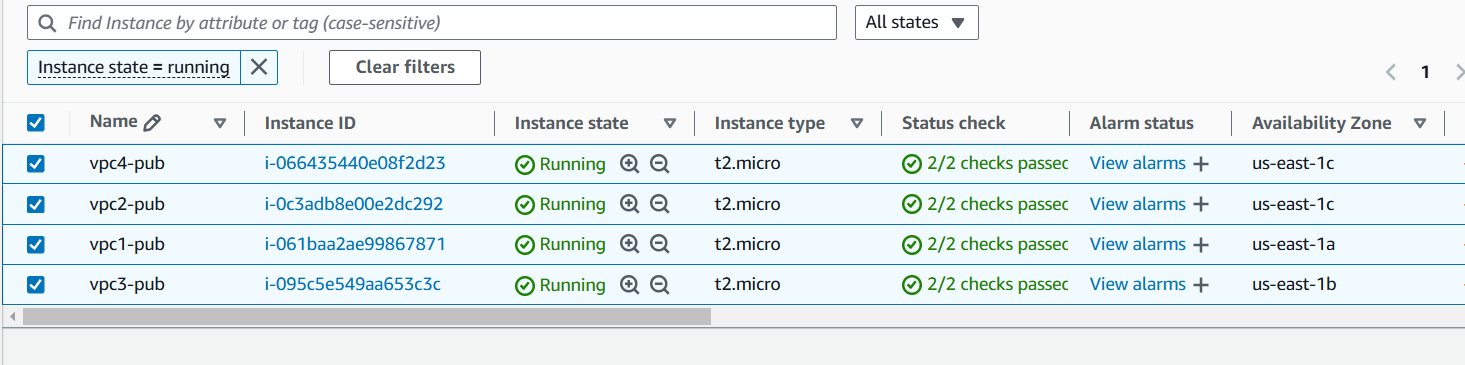 Find Instance by attribute or tag (case-sensitive) All states
Instance state = running Clear filters
1
Name Instance ID Instance state Instance type Status check Alarm status Availability Zone
vpc4-pub i-066435440e08f2d23 Running t2.micro 2/2 checks passed View alarms us-east-1c
vpc2-pub i-0c3adb8e00e2dc292 Running t2.micro 2/2 checks passed View alarms us-east-1c
vpc1-pub i-061baa2ae99867871 Running t2.micro 2/2 checks passed View alarms us-east-1a
vpc3-pub i-095c5e549aa653c3c Running t2.micro 2/2 checks passed View alarms us-east-1b